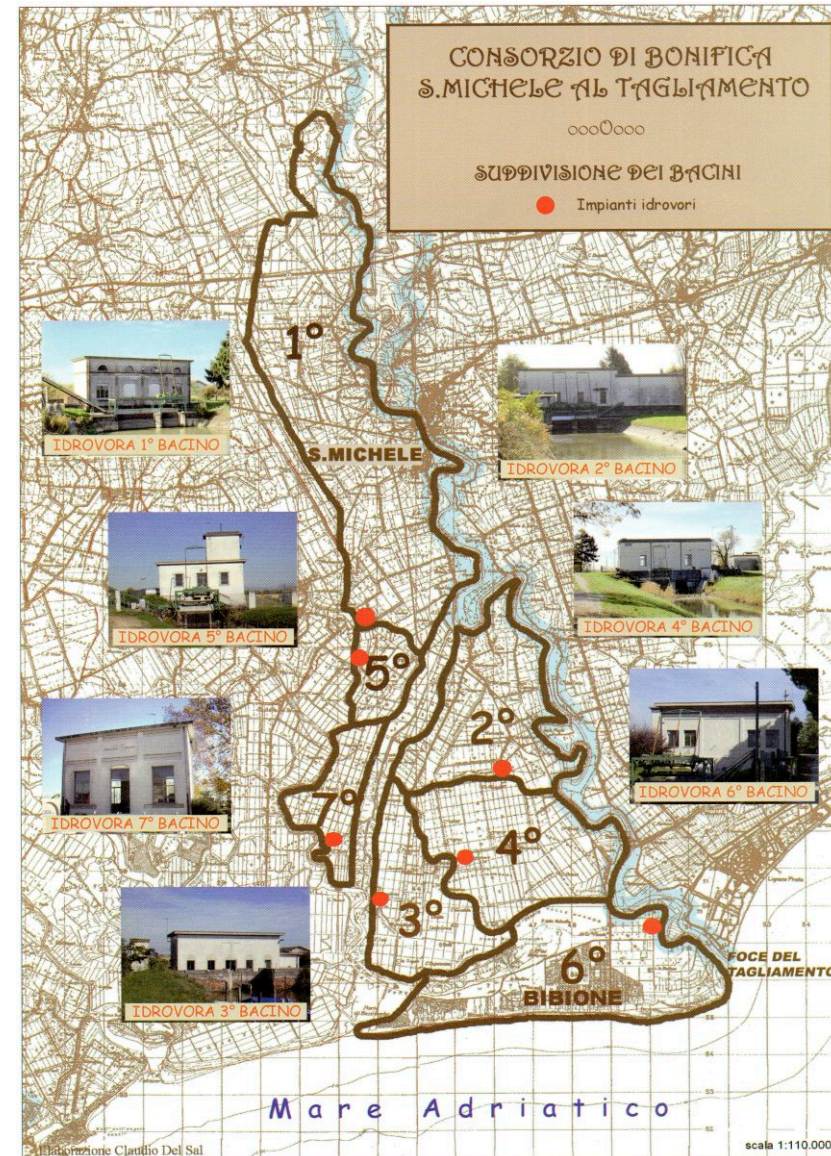 CONSORZIO DI BONIFICA
S.MICHELE AL TAGLIAMENTO
oooOooo
SUDDIVISIONE DEI BACINI
Impianti idrovori
1°
IDROVORA 1° BACINO
IDROVORA 2° BACINO
S.MICHELE
IDROVORA 5° BACINO
IDROVORA 4° BACINO
5°
2°
IDROVORA 7° BACINO
IDROVORA 6° BACINO
7°
4°
3°
IDROVORA 3° BACINO
6°
BIBIONE
FOCE DEL
TAGLIAMENTO
Mare Adriatico
Elaborazione Claudio Del Sal
scala 1:110.000